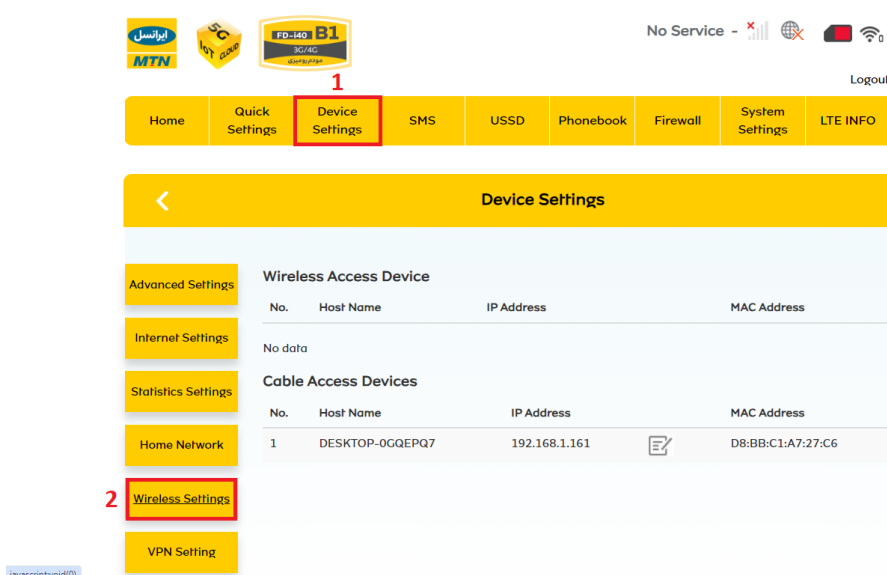 ایرانسل
MTN
5G
IoT CLOUD
FD-i40 B1
3G/4G
مودم رومیزی
No Service -
Logout
1
Home
Quick Settings
Device Settings
SMS
USSD
Phonebook
Firewall
System Settings
LTE INFO
Device Settings
Advanced Settings
Internet Settings
Statistics Settings
Home Network
2
Wireless Settings
VPN Setting
Wireless Access Device
No. Host Name IP Address MAC Address
No data
Cable Access Devices
No. Host Name IP Address MAC Address
1 DESKTOP-0GQEPQ7 192.168.1.161 D8:BB:C1:A7:27:C6
javascript:void(0)